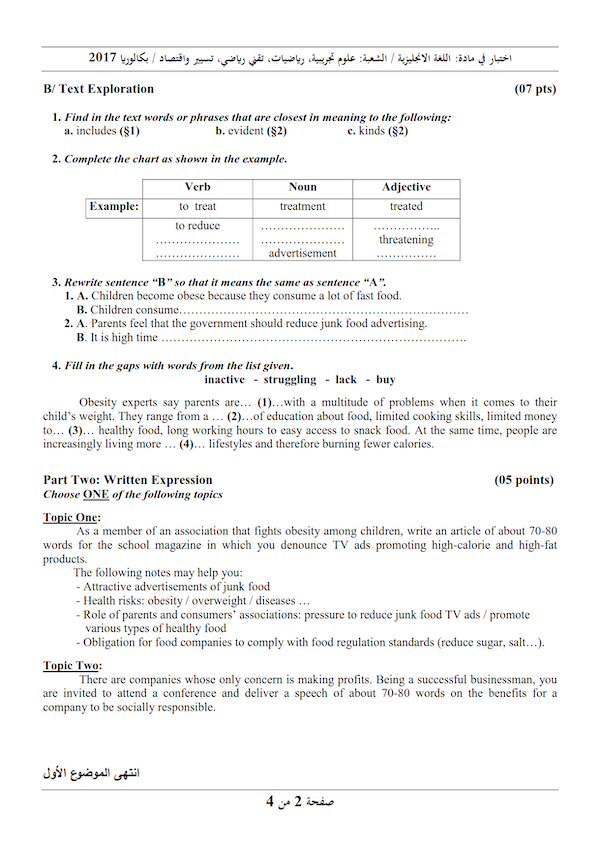 اختبار في مادة: اللغة الانجليزية / الشعبة: علوم تجريبية، رياضيات، تقني رياضي، تسيير واقتصاد / بكالوريا 2017
B/ Text Exploration (07 pts)
1. Find in the text words or phrases that are closest in meaning to the following:
a. includes (§1) b. evident (§2) c. kinds (§2)
2. Complete the chart as shown in the example.
Verb Noun Adjective
Example: to treat treatment treated
to reduce ………………… ……………..
………………… ………………… threatening
………………… advertisement ……………
3. Rewrite sentence “B” so that it means the same as sentence “A”.
1. A. Children become obese because they consume a lot of fast food.
B. Children consume………………………………………………………………
2. A. Parents feel that the government should reduce junk food advertising.
B. It is high time ………………………………………………………………….
4. Fill in the gaps with words from the list given.
inactive - struggling - lack - buy
Obesity experts say parents are… (1)…with a multitude of problems when it comes to their
child’s weight. They range from a … (2)…of education about food, limited cooking skills, limited money
to… (3)… healthy food, long working hours to easy access to snack food. At the same time, people are
increasingly living more … (4)… lifestyles and therefore burning fewer calories.
Part Two: Written Expression (05 points)
Choose ONE of the following topics
Topic One:
As a member of an association that fights obesity among children, write an article of about 70-80
words for the school magazine in which you denounce TV ads promoting high-calorie and high-fat
products.
The following notes may help you:
- Attractive advertisements of junk food
- Health risks: obesity / overweight / diseases …
- Role of parents and consumers’ associations: pressure to reduce junk food TV ads / promote
various types of healthy food
- Obligation for food companies to comply with food regulation standards (reduce sugar, salt…).
Topic Two:
There are companies whose only concern is making profits. Being a successful businessman, you
are invited to attend a conference and deliver a speech of about 70-80 words on the benefits for a
company to be socially responsible.
انتهى الموضوع الأول
صفحة 2 من 4